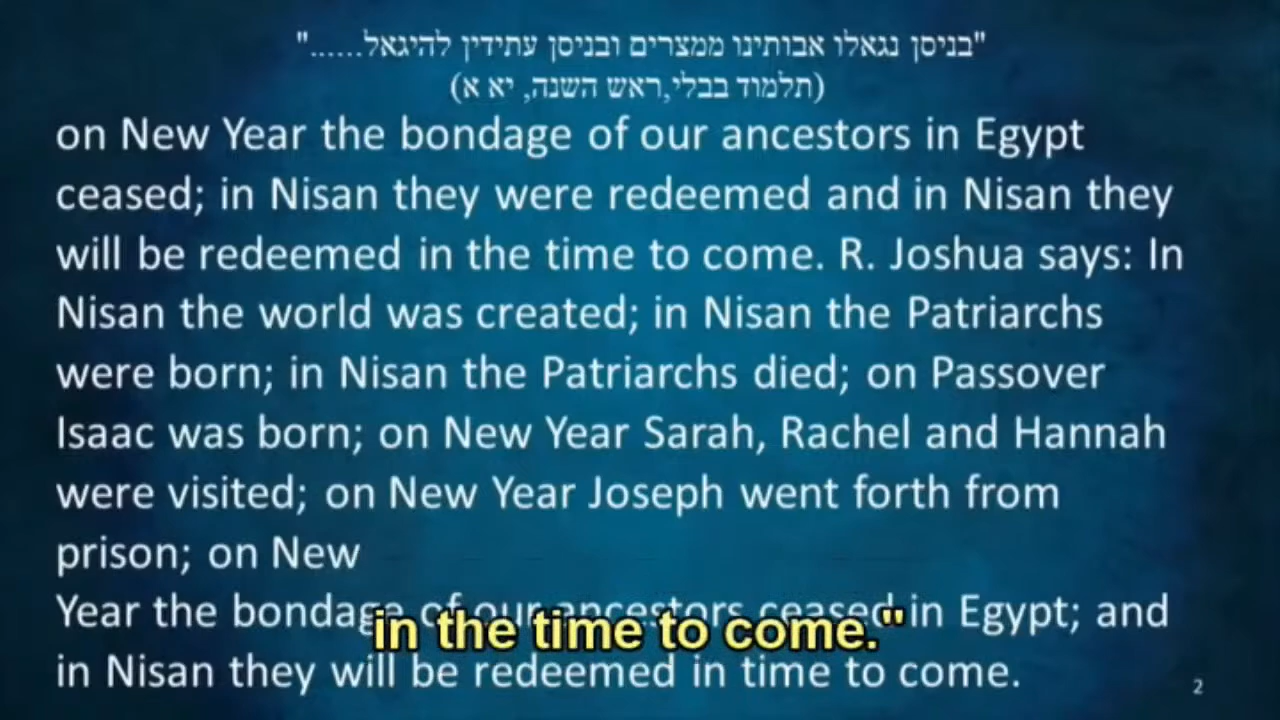 "בניסן נגאלו אבותינו ממצרים ובניסן עתידין להיגאל......"
(תלמוד בבלי,ראש השנה, יא א)
on New Year the bondage of our ancestors in Egypt
ceased; in Nisan they were redeemed and in Nisan they
will be redeemed in the time to come. R. Joshua says: In
Nisan the world was created; in Nisan the Patriarchs
were born; in Nisan the Patriarchs died; on Passover
Isaac was born; on New Year Sarah, Rachel and Hannah
were visited; on New Year Joseph went forth from
prison; on New
Year the bondage of our ancestors ceased in Egypt; and
in the time to come."
in Nisan they will be redeemed in time to come.
2